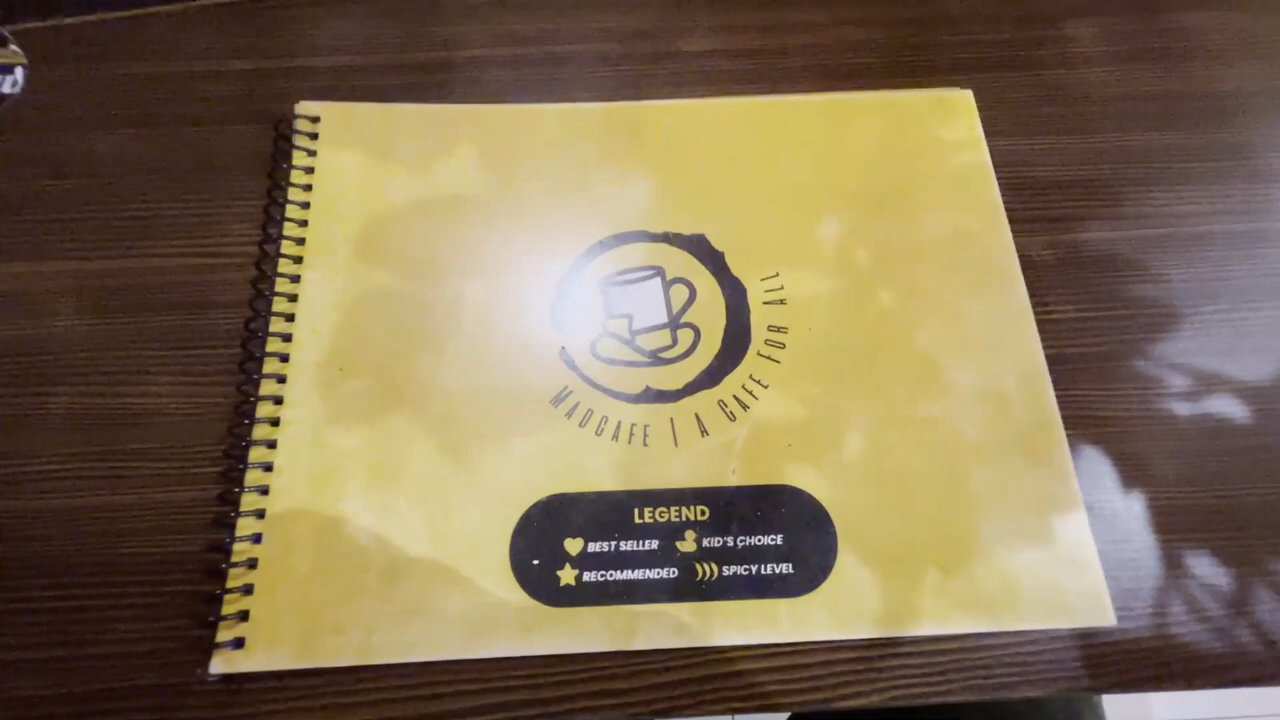 MADCAFE | A CAFE FOR ALL
LEGEND
BEST SELLER KID'S CHOICE
RECOMMENDED SPICY LEVEL